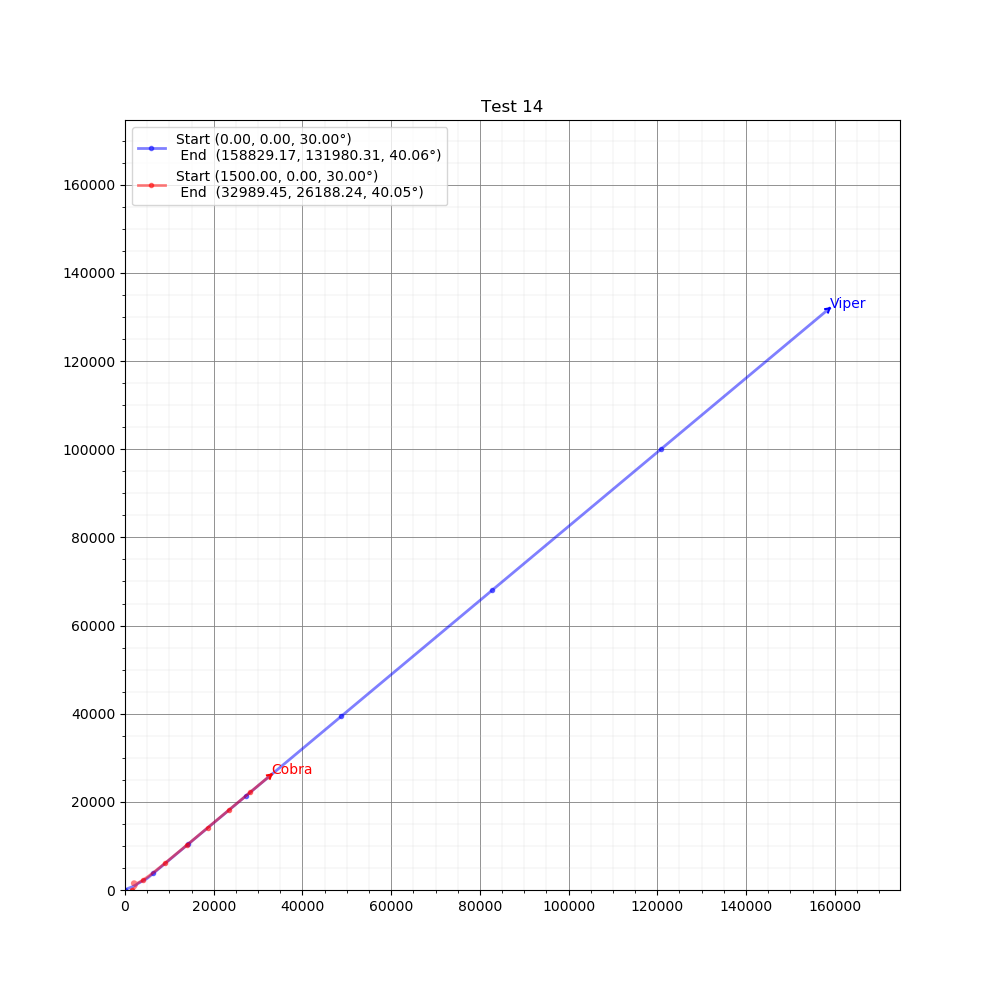 Test 14
Start (0.00, 0.00, 30.00°)
End (158829.17, 131980.31, 40.06°)
Start (1500.00, 0.00, 30.00°)
End (32989.45, 26188.24, 40.05°)
160000
140000
Viper
120000
100000
80000
60000
40000
Cobra
20000
0
0 20000 40000 60000 80000 100000 120000 140000 160000